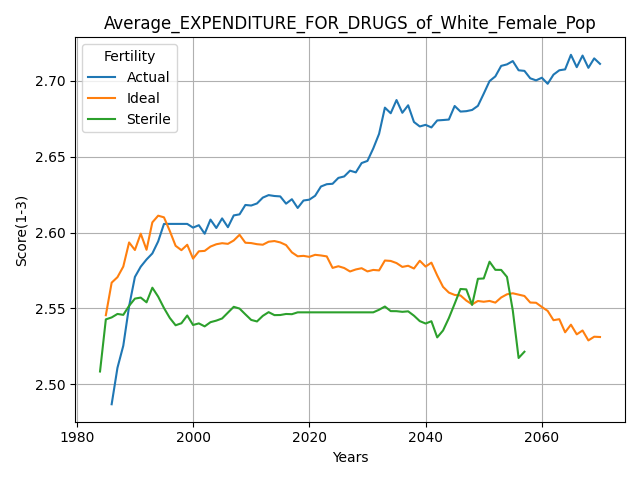 Average_EXPENDITURE_FOR_DRUGS_of_White_Female_Pop
Fertility
Actual
Ideal
Sterile
Score(1-3)
2.70
2.65
2.60
2.55
2.50
1980
2000
2020
2040
2060
Years